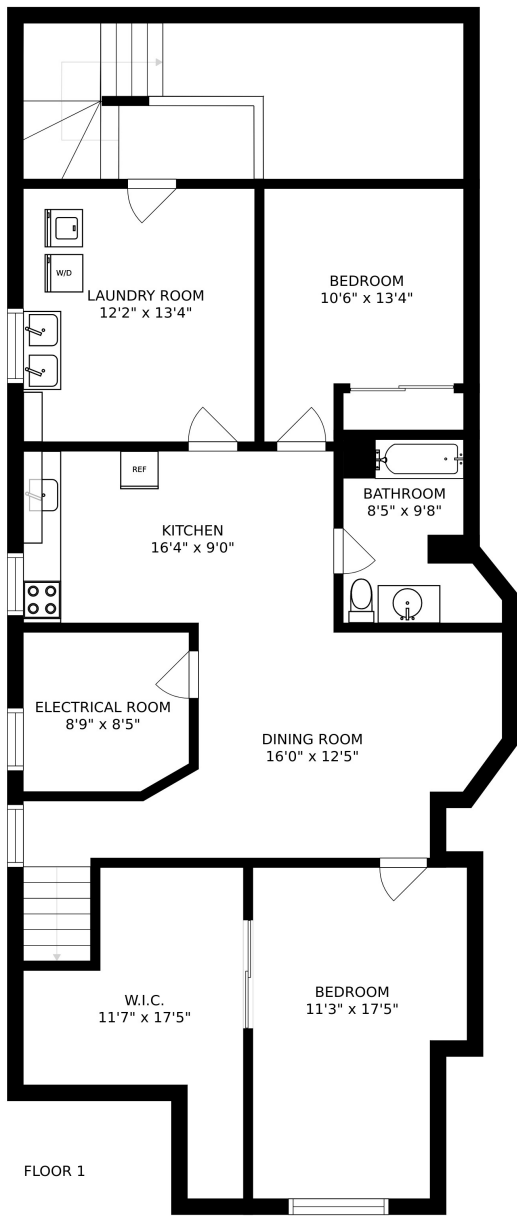 W/D
LAUNDRY ROOM
12'2" x 13'4"
BEDROOM
10'6" x 13'4"
REF
KITCHEN
16'4" x 9'0"
BATHROOM
8'5" x 9'8"
ELECTRICAL ROOM
8'9" x 8'5"
DINING ROOM
16'0" x 12'5"
W.I.C.
11'7" x 17'5"
BEDROOM
11'3" x 17'5"
FLOOR 1